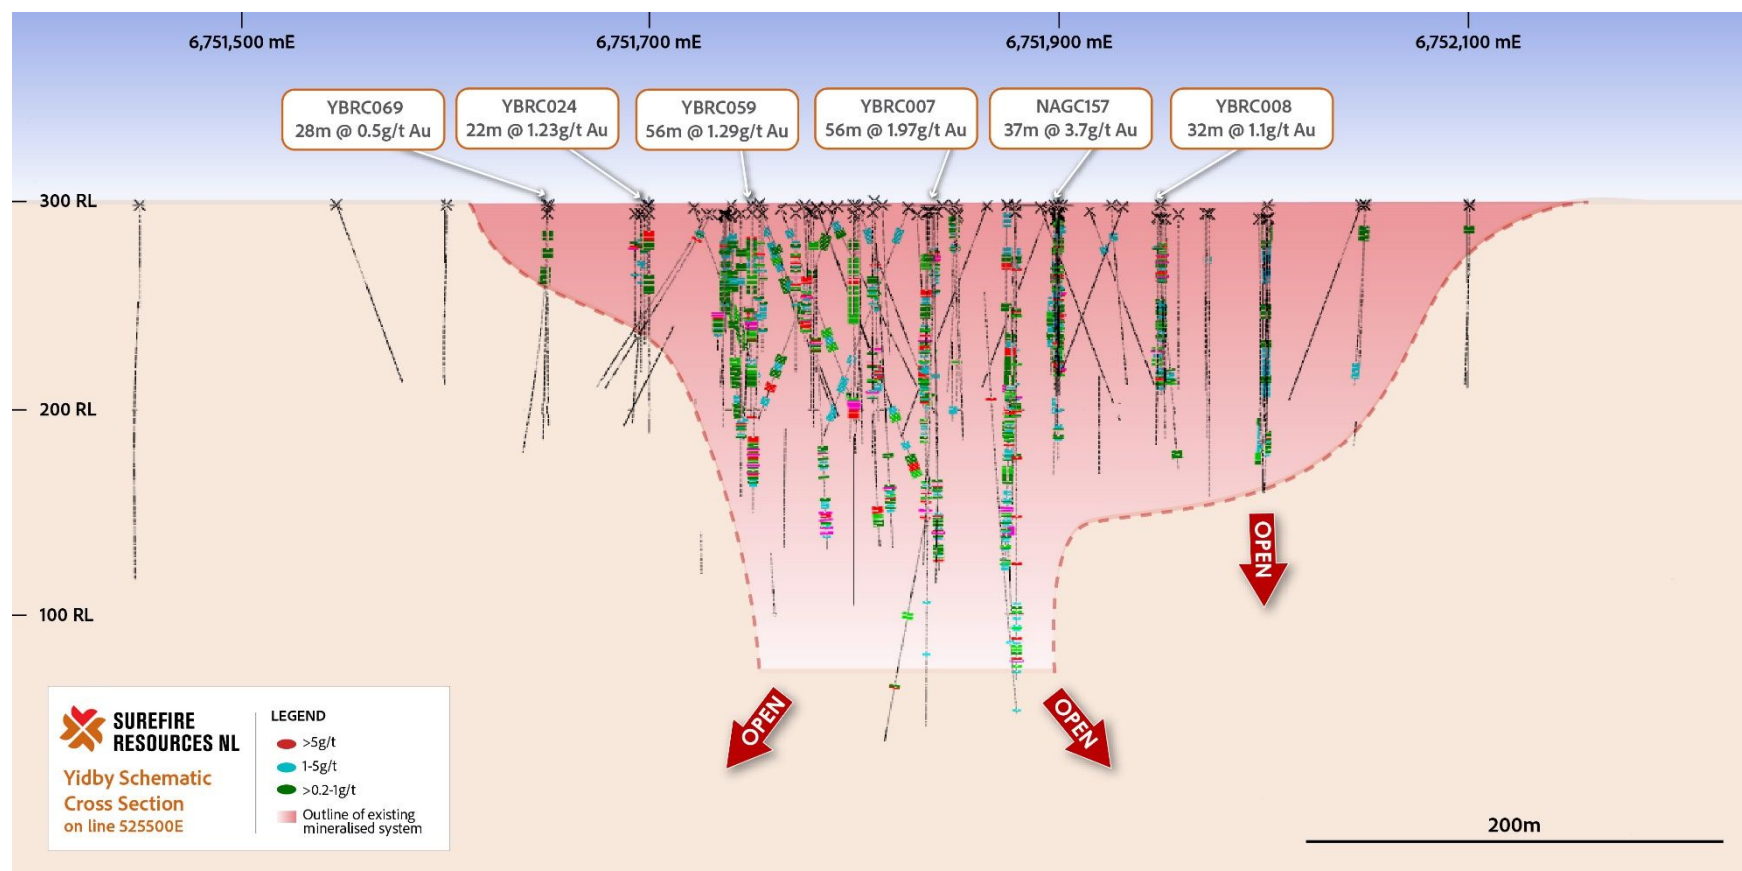 6,751,500 mE
6,751,700 mE
6,751,900 mE
6,752,100 mE
YBRC069
28m @ 0.5g/t Au
YBRC024
22m @ 1.23g/t Au
YBRC059
56m @ 1.29g/t Au
YBRC007
56m @ 1.97g/t Au
NAGC157
37m @ 3.7g/t Au
YBRC008
32m @ 1.1g/t Au
300 RL
200 RL
100 RL
OPEN
OPEN
OPEN
SUREFIRE
RESOURCES NL
Yidby Schematic
Cross Section
on line 525500E
LEGEND
>5g/t
1-5g/t
>0.2-1g/t
Outline of existing
mineralised system
200m